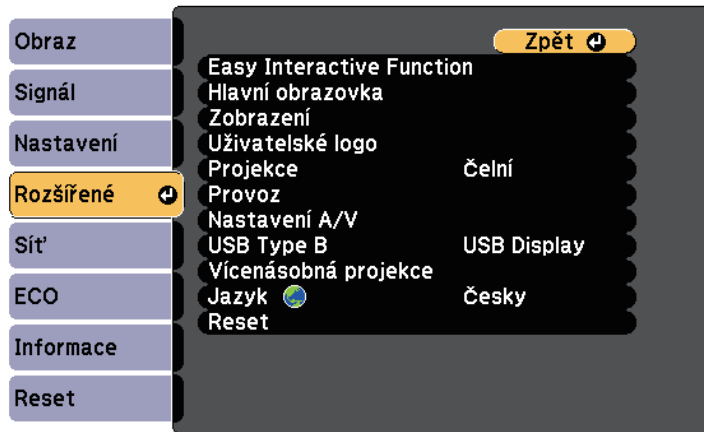 Obraz
Signál
Nastavení
Rozšířené
Síť
ECO
Informace
Reset
Zpět
Easy Interactive Function
Hlavní obrazovka
Zobrazení
Uživatelské logo
Projekce Čelní
Provoz
Nastavení A/V
USB Type B USB Display
Vícenásobná projekce
Jazyk Česky
Reset